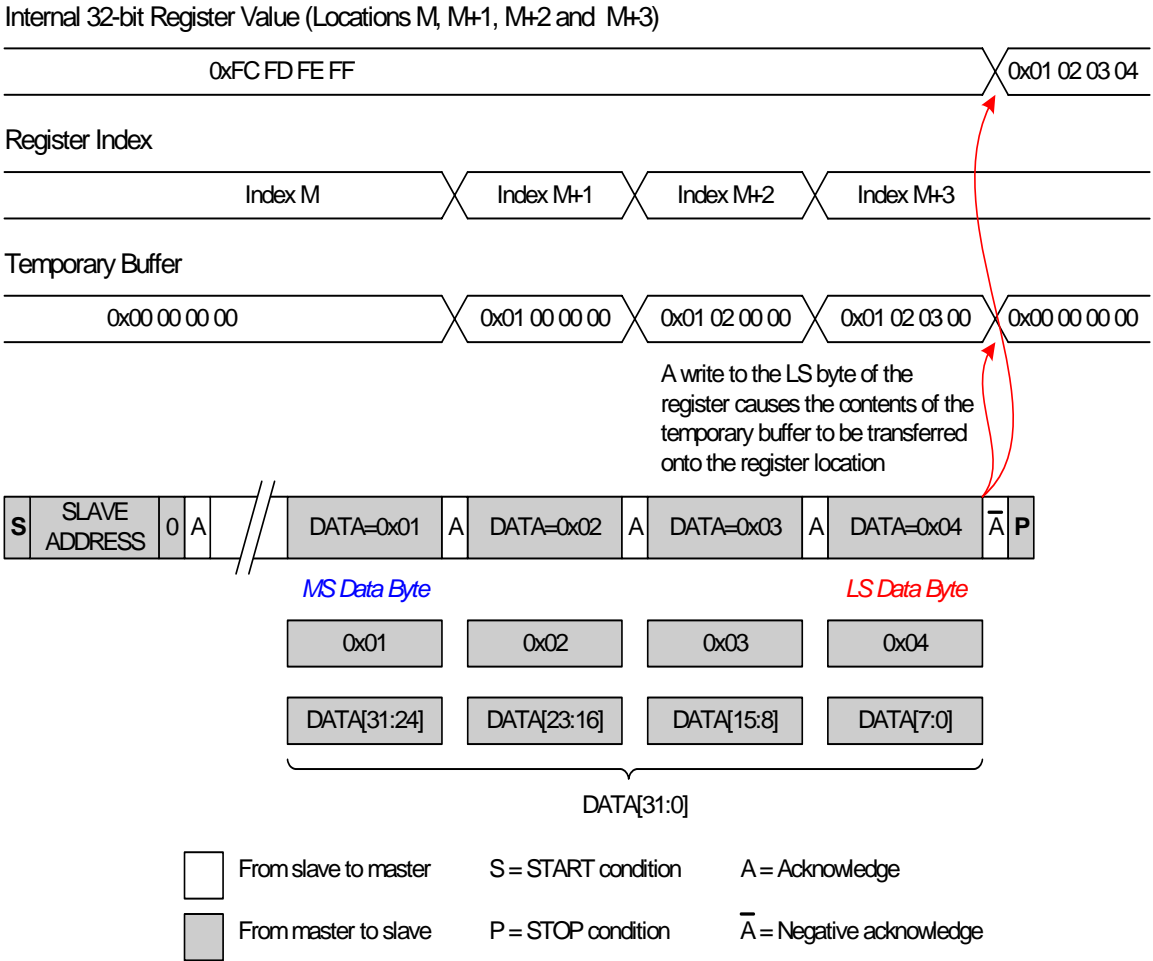 Internal 32-bit Register Value (Locations M, M+1, M+2 and M+3)
0xFC FD FE FF 0x01 02 03 04
Register Index
Index M Index M+1 Index M+2 Index M+3
Temporary Buffer
0x00 00 00 00 0x01 00 00 00 0x01 02 00 00 0x01 02 03 00 0x00 00 00 00
A write to the LS byte of the
register causes the contents of the
temporary buffer to be transferred
onto the register location
S SLAVE ADDRESS 0 A DATA=0x01 A DATA=0x02 A DATA=0x03 A DATA=0x04 A̅ P
MS Data Byte LS Data Byte
0x01 0x02 0x03 0x04
DATA[31:24] DATA[23:16] DATA[15:8] DATA[7:0]
DATA[31:0]
From slave to master S = START condition A = Acknowledge
From master to slave P = STOP condition A̅ = Negative acknowledge